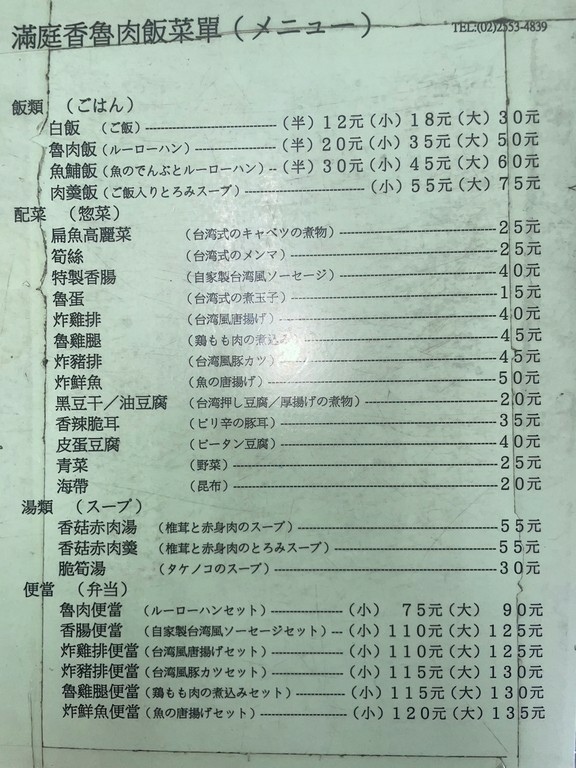 滿庭香魯肉飯菜單（メニュー）
TEL:(02)2553-4839
飯類　（ごはん）
白飯　（ご飯）------------------（半）１２元（小）１８元（大）３０元
魯肉飯（ルーローハン）-------------（半）２０元（小）３５元（大）５０元
魚鯆飯（魚のでんぶとルーローハン）--（半）３０元（小）４５元（大）６０元
肉羹飯（ご飯入りとろみスープ）------------------（小）５５元（大）７５元
配菜　（惣菜）
扁魚高麗菜　（台湾式のキャベツの煮物）------------------２５元
筍絲　（台湾式のメンマ）------------------２５元
特製香腸　（自家製台湾風ソーセージ）------------------４０元
魯蛋　（台湾式の煮玉子）------------------１５元
炸雞排　（台湾風唐揚げ）------------------４０元
魯雞腿　（鶏もも肉の煮込み）------------------４５元
炸豬排　（台湾風豚カツ）------------------４５元
炸鮮魚　（魚の唐揚げ）------------------５０元
黑豆干／油豆腐　（台湾押し豆腐／厚揚げの煮物）------------------２０元
香辣脆耳　（ピリ辛の豚耳）------------------３５元
皮蛋豆腐　（ピータン豆腐）------------------４０元
青菜　（野菜）------------------２５元
海帶　（昆布）------------------２０元
湯類　（スープ）
香菇赤肉湯　（椎茸と赤身肉のスープ）------------------５５元
香菇赤肉羹　（椎茸と赤身肉のとろみスープ）------------------５５元
脆筍湯　（タケノコのスープ）------------------３０元
便當　（弁当）
魯肉便當　（ルーローハンセット）-------------（小）　７５元（大）　９０元
香腸便當　（自家製台湾風ソーセージセット）---（小）１１０元（大）１２５元
炸雞排便當（台湾風唐揚げセット）-------------（小）１１０元（大）１２５元
炸豬排便當（台湾風豚カツセット）-------------（小）１１５元（大）１３０元
魯雞腿便當（鶏もも肉の煮込みセット）---------（小）１１５元（大）１３０元
炸鮮魚便當（魚の唐揚げセット）---------------（小）１２０元（大）１３５元